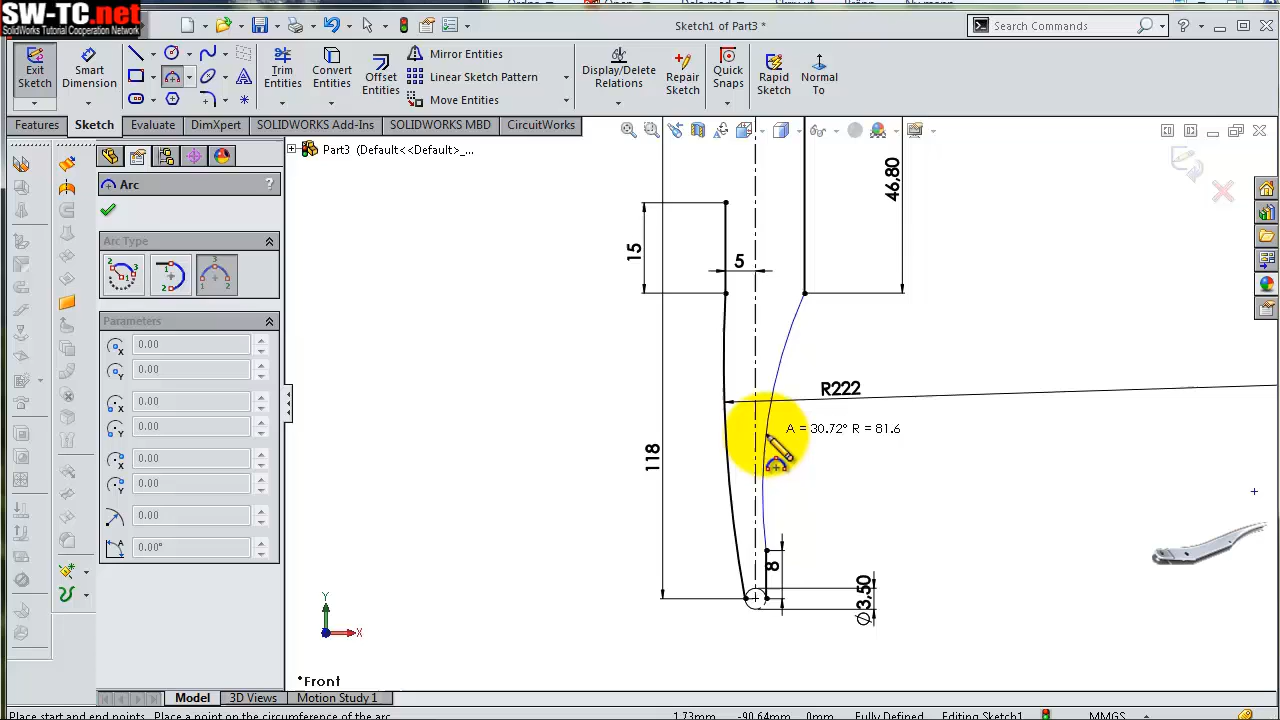 SW-TC.net
SolidWorks Tutorial Cooperation Network
Sketch of Part3*
Search Commands
Exit Sketch
Smart Dimension
Trim Entities
Convert Entities
Offset Entities
Mirror Entities
Linear Sketch Pattern
Move Entities
Display/Delete Relations
Repair Sketch
Quick Snaps
Rapid Sketch
Normal To
Features
Sketch
Evaluate
DimXpert
SOLIDWORKS Add-Ins
SOLIDWORKS MBD
CircuitWorks
Part3 (Default<<Default>_...
Arc
?
Arc Type
Parameters
0.00
0.00
0.00
0.00
0.00
0.00
0.00
0.00°
46,80
15
5
R222
A = 30.72° R = 81.6
118
8
Ø3,50
Y
X
*Front
Model
3D Views
Motion Study 1
Place start and end points. Place a point on the circumference of the arc.
1.73mm
-90.64mm
0mm
Fully Defined
Editing Sketch1
MMGS